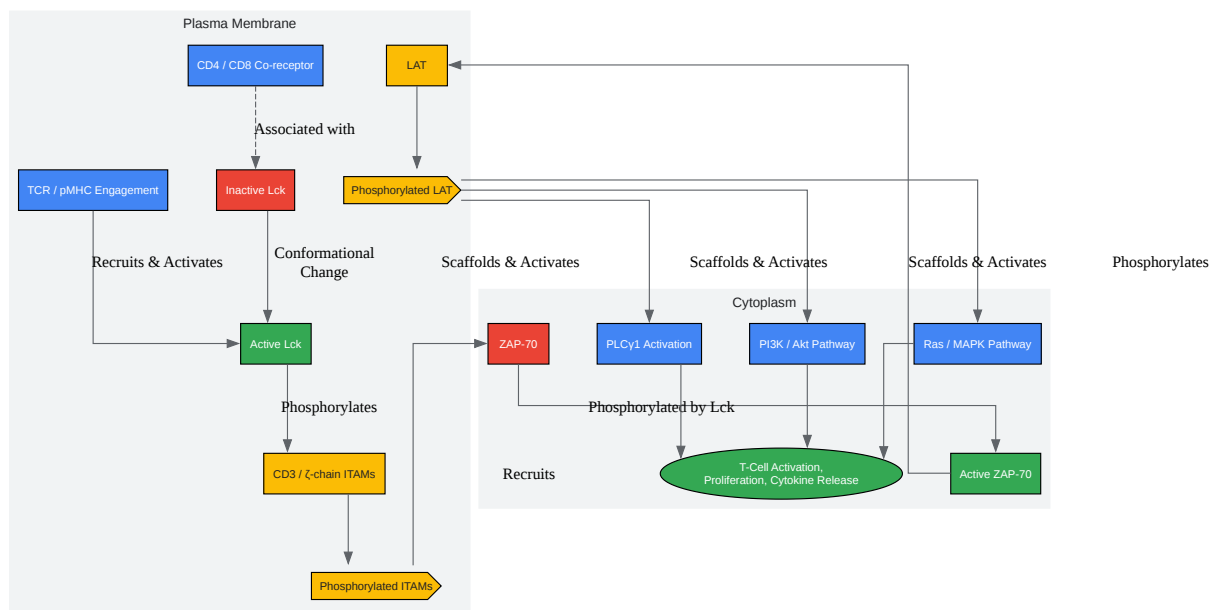 Plasma Membrane
CD4 / CD8 Co-receptor
LAT
Associated with
TCR / pMHC Engagement
Inactive Lck
Phosphorylated LAT
Recruits & Activates
Conformational
Change
Scaffolds & Activates
Scaffolds & Activates
Scaffolds & Activates
Phosphorylates
Cytoplasm
Active Lck
ZAP-70
PLCγ1 Activation
PI3K / Akt Pathway
Ras / MAPK Pathway
Phosphorylates
Phosphorylated by Lck
CD3 / ζ-chain ITAMs
Recruits
T-Cell Activation,
Proliferation, Cytokine Release
Active ZAP-70
Phosphorylated ITAMs